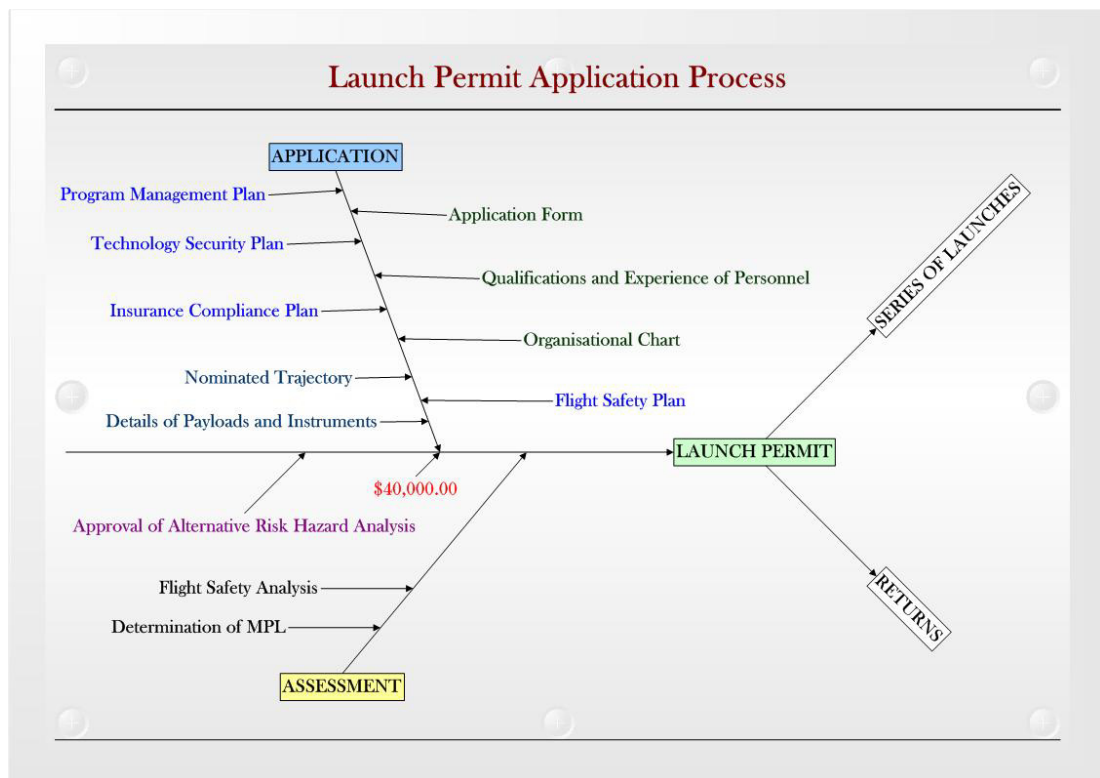 Launch Permit Application Process
APPLICATION
Program Management Plan
Application Form
Technology Security Plan
Qualifications and Experience of Personnel
Insurance Compliance Plan
Organisational Chart
Nominated Trajectory
Flight Safety Plan
Details of Payloads and Instruments
SERIES OF LAUNCHES
LAUNCH PERMIT
$40,000.00
Approval of Alternative Risk Hazard Analysis
Flight Safety Analysis
Determination of MPL
RETURNS
ASSESSMENT